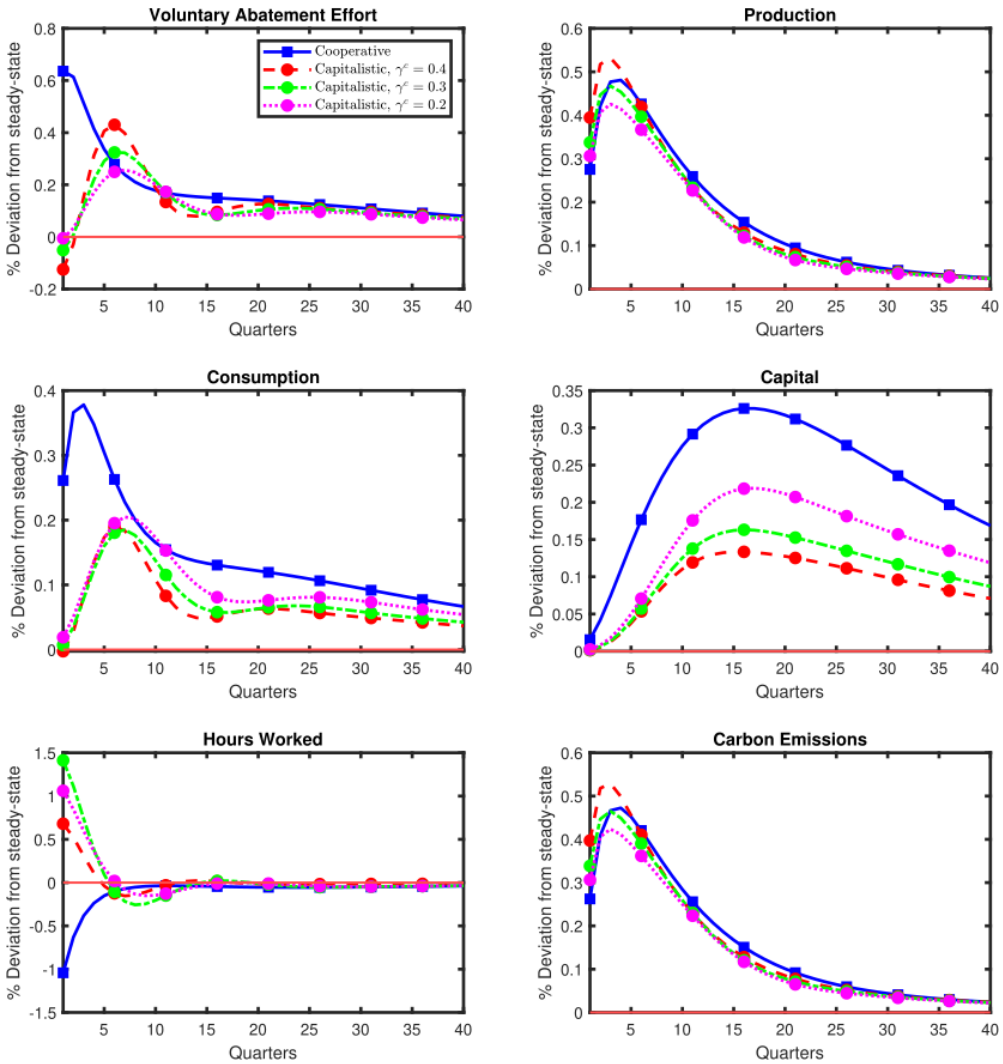 Voluntary Abatement Effort
% Deviation from steady-state
0.8
0.6
0.4
0.2
0
-0.2
5 10 15 20 25 30 35 40
Quarters
Cooperative
Capitalistic, γᶜ = 0.4
Capitalistic, γᶜ = 0.3
Capitalistic, γᶜ = 0.2
Production
% Deviation from steady-state
0.6
0.5
0.4
0.3
0.2
0.1
0
5 10 15 20 25 30 35 40
Quarters
Consumption
% Deviation from steady-state
0.4
0.3
0.2
0.1
0
5 10 15 20 25 30 35 40
Quarters
Capital
% Deviation from steady-state
0.35
0.3
0.25
0.2
0.15
0.1
0.05
0
5 10 15 20 25 30 35 40
Quarters
Hours Worked
% Deviation from steady-state
1.5
1
0.5
0
-0.5
-1
-1.5
5 10 15 20 25 30 35 40
Quarters
Carbon Emissions
% Deviation from steady-state
0.6
0.5
0.4
0.3
0.2
0.1
0
5 10 15 20 25 30 35 40
Quarters